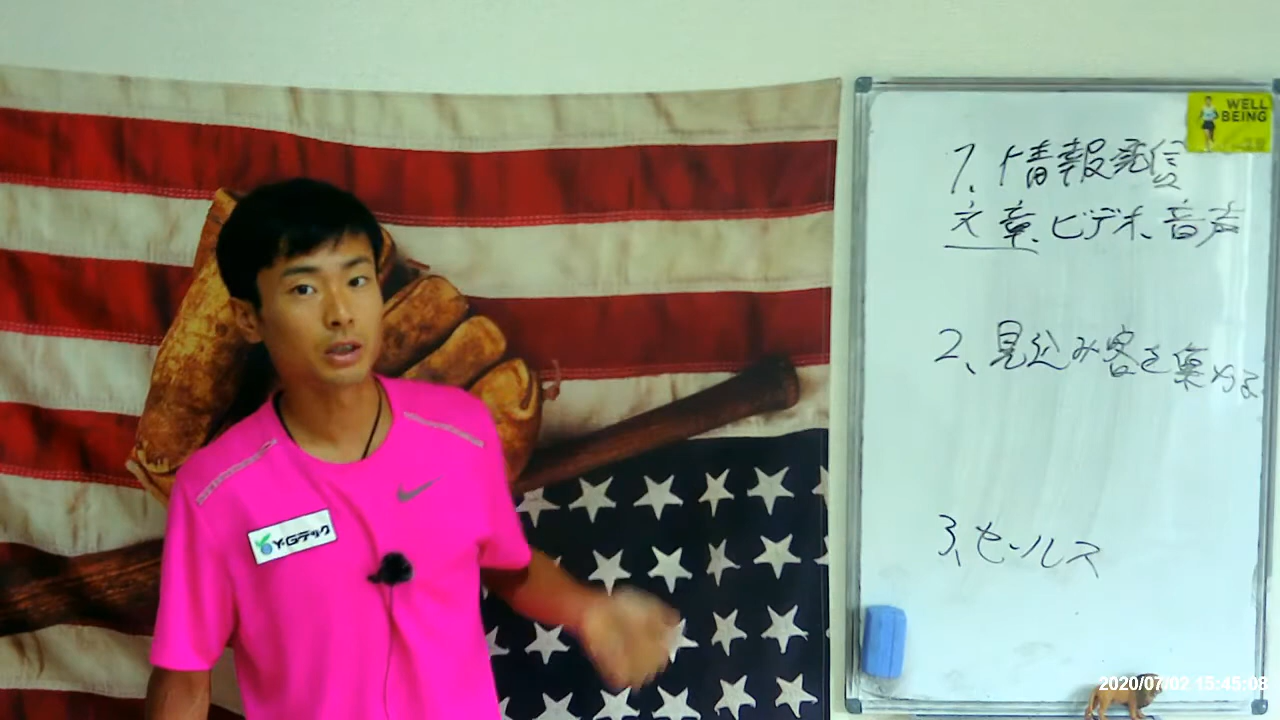 WELL
BEING
1、情報発信
文章、ビデオ、音声
2、見込み客を集める
3、セールス
Y-Gテック
2020/07/02 15:45:08